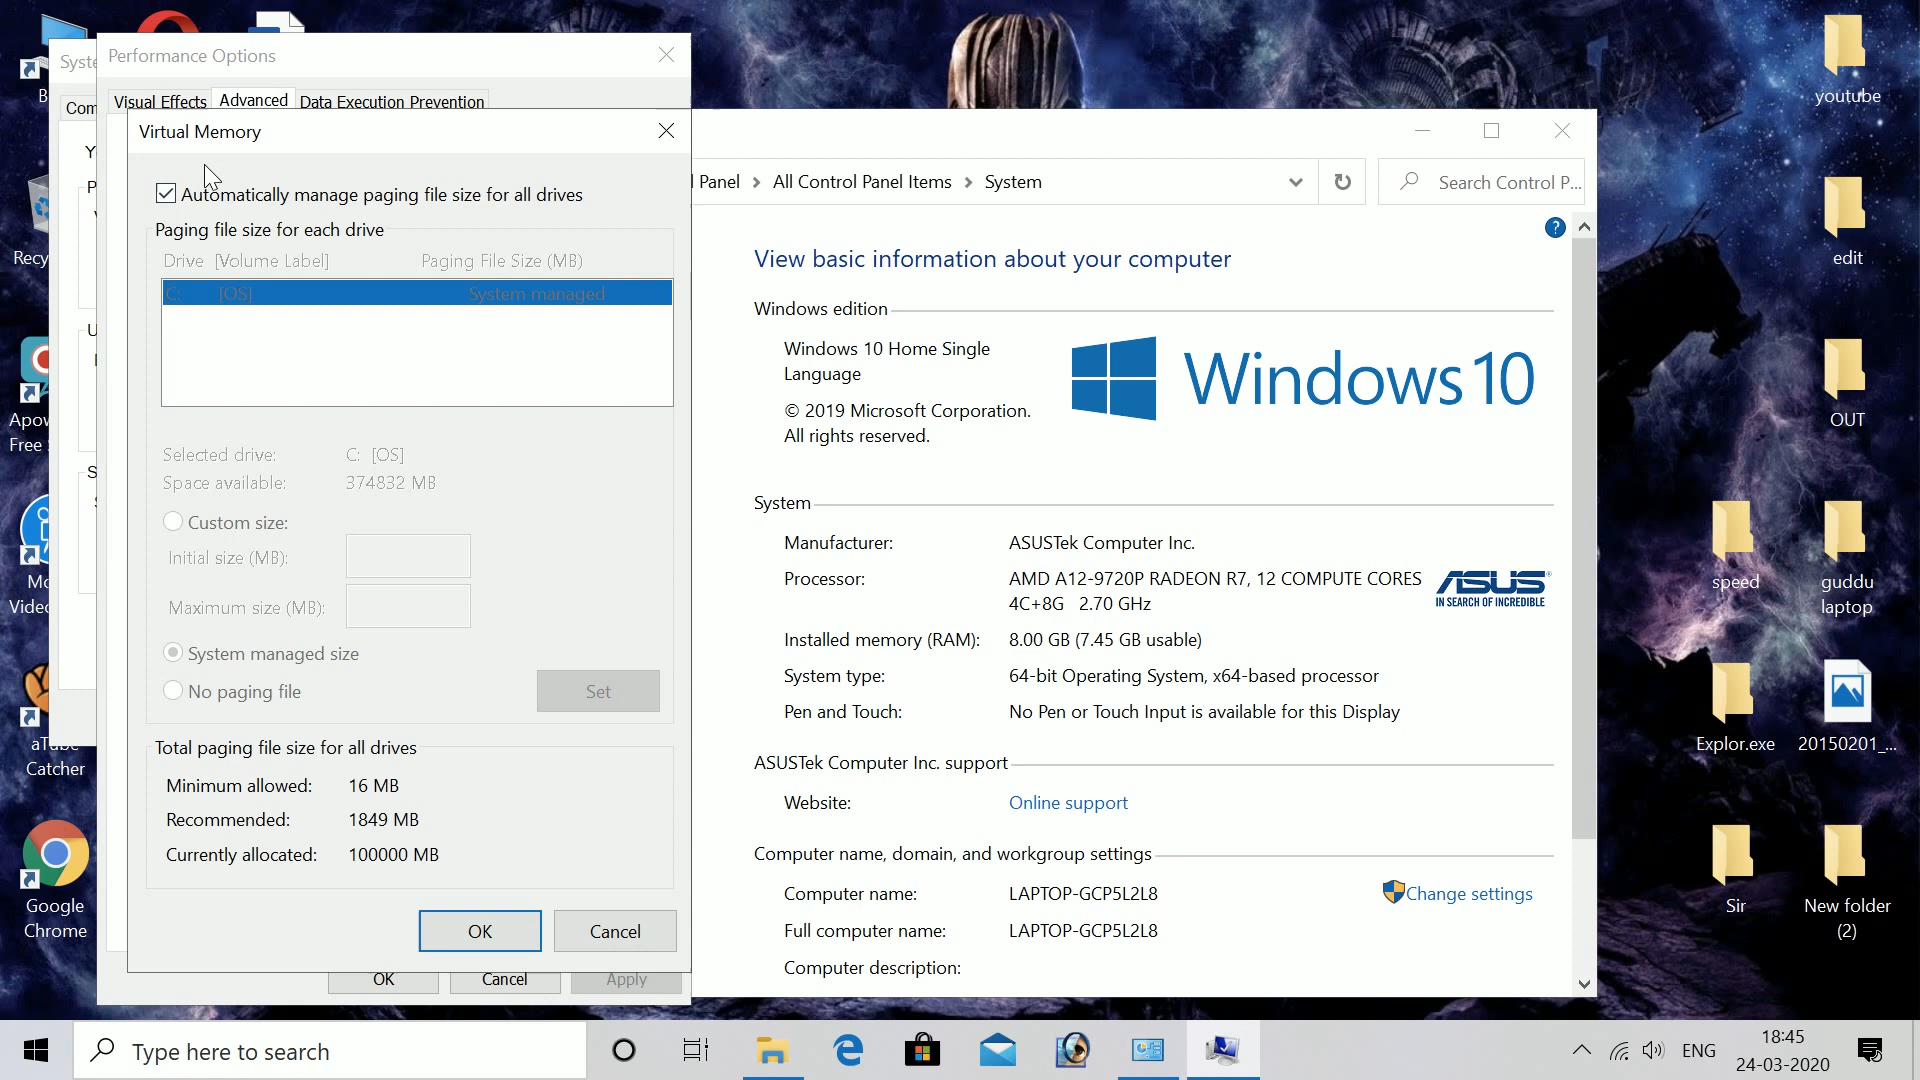 Performance Options
Syste
Com
Visual Effects
Advanced
Data Execution Prevention
Virtual Memory
Automatically manage paging file size for all drives
Paging file size for each drive
Drive [Volume Label]
Paging File Size (MB)
C: [OS]
System managed
Selected drive:
C: [OS]
Space available:
374832 MB
Custom size:
Initial size (MB):
Maximum size (MB):
System managed size
No paging file
Set
Total paging file size for all drives
Minimum allowed:
16 MB
Recommended:
1849 MB
Currently allocated:
100000 MB
OK
Cancel
OK
Cancel
Apply
l Panel > All Control Panel Items > System
Search Control P...
?
View basic information about your computer
Windows edition
Windows 10 Home Single
Language
© 2019 Microsoft Corporation.
All rights reserved.
Windows 10
System
Manufacturer:
ASUSTek Computer Inc.
Processor:
AMD A12-9720P RADEON R7, 12 COMPUTE CORES
4C+8G 2.70 GHz
ASUS
IN SEARCH OF INCREDIBLE
Installed memory (RAM):
8.00 GB (7.45 GB usable)
System type:
64-bit Operating System, x64-based processor
Pen and Touch:
No Pen or Touch Input is available for this Display
ASUSTek Computer Inc. support
Website:
Online support
Computer name, domain, and workgroup settings
Computer name:
LAPTOP-GCP5L2L8
Change settings
Full computer name:
LAPTOP-GCP5L2L8
Computer description:
Recy
Apow
Free
Mo
Video
aTube
Catcher
Google
Chrome
youtube
edit
OUT
speed
guddu
laptop
Explor.exe
20150201_...
Sir
New folder
(2)
Type here to search
ENG
18:45
24-03-2020